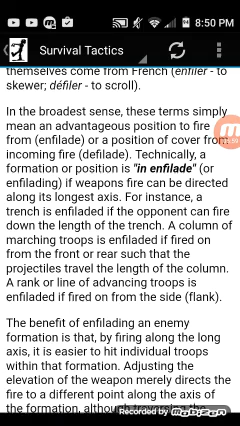 8:50 PM
Survival Tactics
themselves come from French (enfiler - to
skewer; défiler - to scroll).
In the broadest sense, these terms simply
mean an advantageous position to fire
from (enfilade) or a position of cover from
incoming fire (defilade). Technically, a
formation or position is "in enfilade" (or
enfilading) if weapons fire can be directed
along its longest axis. For instance, a
trench is enfiladed if the opponent can fire
down the length of the trench. A column of
marching troops is enfiladed if fired on
from the front or rear such that the
projectiles travel the length of the column.
A rank or line of advancing troops is
enfiladed if fired on from the side (flank).
The benefit of enfilading an enemy
formation is that, by firing along the long
axis, it is easier to hit individual troops
within that formation. Adjusting the
elevation of the weapon merely directs the
fire to a different point along the axis of
the formation, although
Recorded by mobizen